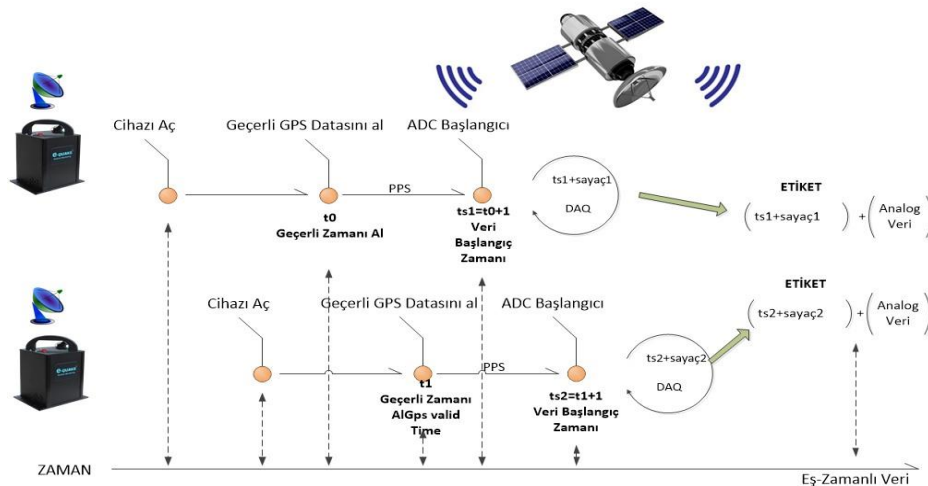 Cihazı Aç
Geçerli GPS Datasını al
ADC Başlangıcı
PPS
t0
Geçerli Zamanı Al
ts1=t0+1
Veri
Başlangıç
Zamanı
ts1+sayaç1
DAQ
ETİKET
(ts1+sayaç1) + (Analog
Veri)
Cihazı Aç
Geçerli GPS Datasını al
ADC Başlangıcı
PPS
t1
Geçerli Zamanı
AlGps valid
Time
ts2=t1+1
Veri Başlangıç
Zamanı
ts2+sayaç2
DAQ
ETİKET
(ts2+sayaç2) + (Analog
Veri)
ZAMAN
Eş-Zamanlı Veri